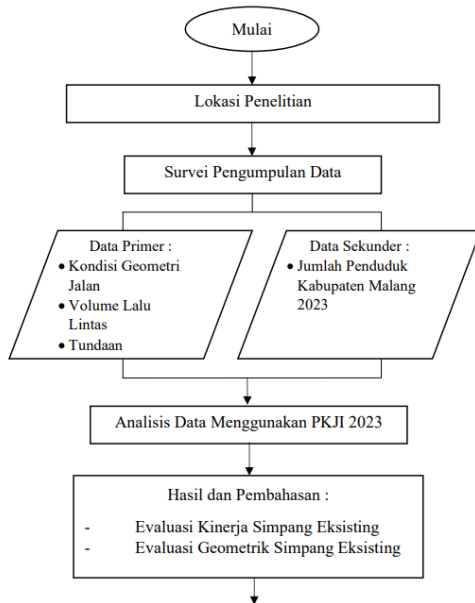 Mulai
Lokasi Penelitian
Survei Pengumpulan Data
Data Primer :
• Kondisi Geometri
Jalan
• Volume Lalu
Lintas
• Tundaan
Data Sekunder :
• Jumlah Penduduk
Kabupaten Malang
2023
Analisis Data Menggunakan PKJI 2023
Hasil dan Pembahasan :
- Evaluasi Kinerja Simpang Eksisting
- Evaluasi Geometrik Simpang Eksisting